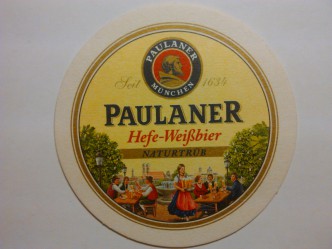 PAULANER
MÜNCHEN
Seit 1634
PAULANER
Hefe-Weißbier
NATURTRÜB